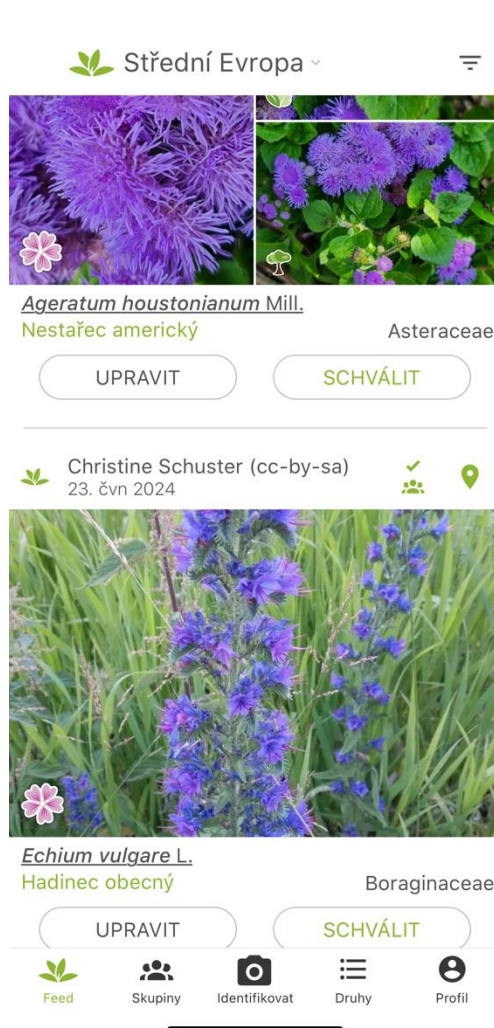 Střední Evropa
Ageratum houstonianum Mill.
Nestařec americký
Asteraceae
UPRAVIT
SCHVÁLIT
Christine Schuster (cc-by-sa)
23. čvn 2024
Echium vulgare L.
Hadinec obecný
Boraginaceae
UPRAVIT
SCHVÁLIT
Feed
Skupiny
Identifikovat
Druhy
Profil